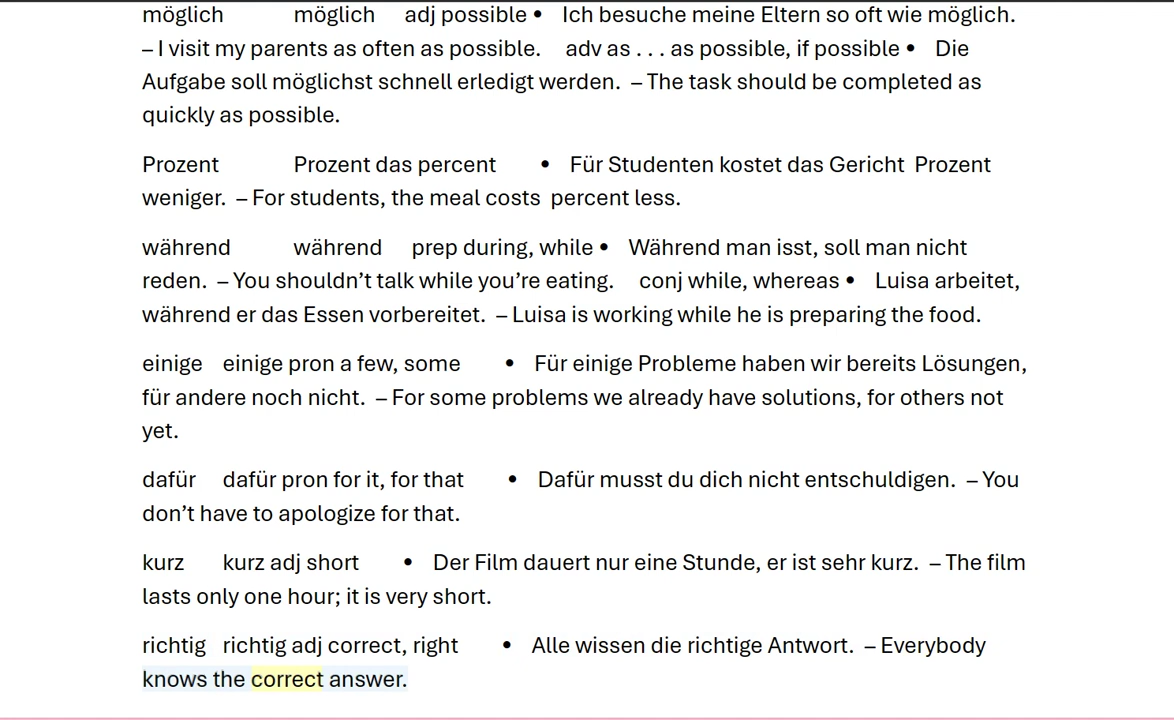 möglich möglich adj possible • Ich besuche meine Eltern so oft wie möglich.
– I visit my parents as often as possible. adv as . . . as possible, if possible • Die
Aufgabe soll möglichst schnell erledigt werden. – The task should be completed as
quickly as possible.
Prozent Prozent das percent • Für Studenten kostet das Gericht Prozent
weniger. – For students, the meal costs percent less.
während während prep during, while • Während man isst, soll man nicht
reden. – You shouldn’t talk while you’re eating. conj while, whereas • Luisa arbeitet,
während er das Essen vorbereitet. – Luisa is working while he is preparing the food.
einige einige pron a few, some • Für einige Probleme haben wir bereits Lösungen,
für andere noch nicht. – For some problems we already have solutions, for others not
yet.
dafür dafür pron for it, for that • Dafür musst du dich nicht entschuldigen. – You
don’t have to apologize for that.
kurz kurz adj short • Der Film dauert nur eine Stunde, er ist sehr kurz. – The film
lasts only one hour; it is very short.
richtig richtig adj correct, right • Alle wissen die richtige Antwort. – Everybody
knows the correct answer.